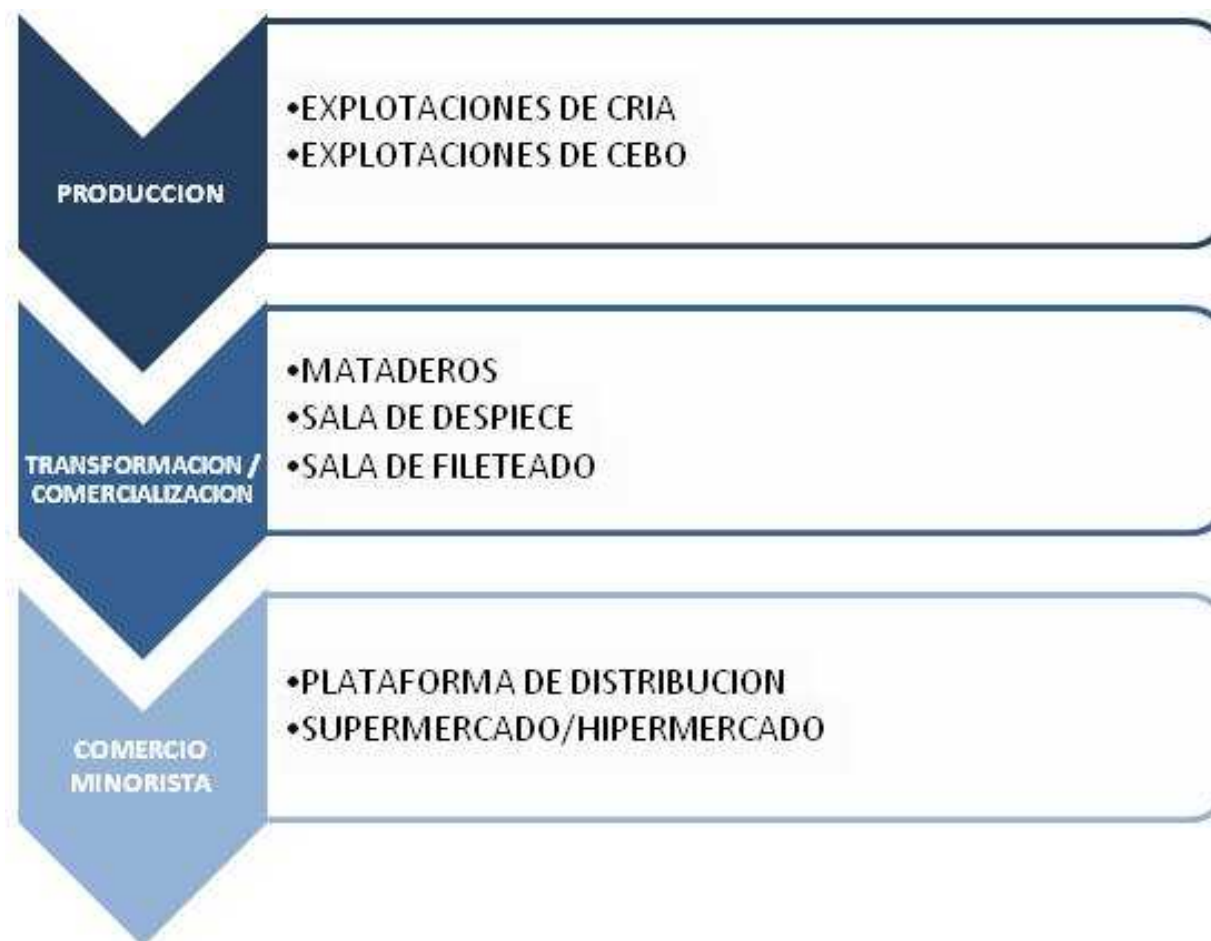 PRODUCCION
•EXPLOTACIONES DE CRIA
•EXPLOTACIONES DE CEBO
TRANSFORMACION /
COMERCIALIZACION
•MATADEROS
•SALA DE DESPIECE
•SALA DE FILETEADO
COMERCIO
MINORISTA
•PLATAFORMA DE DISTRIBUCION
•SUPERMERCADO/HIPERMERCADO